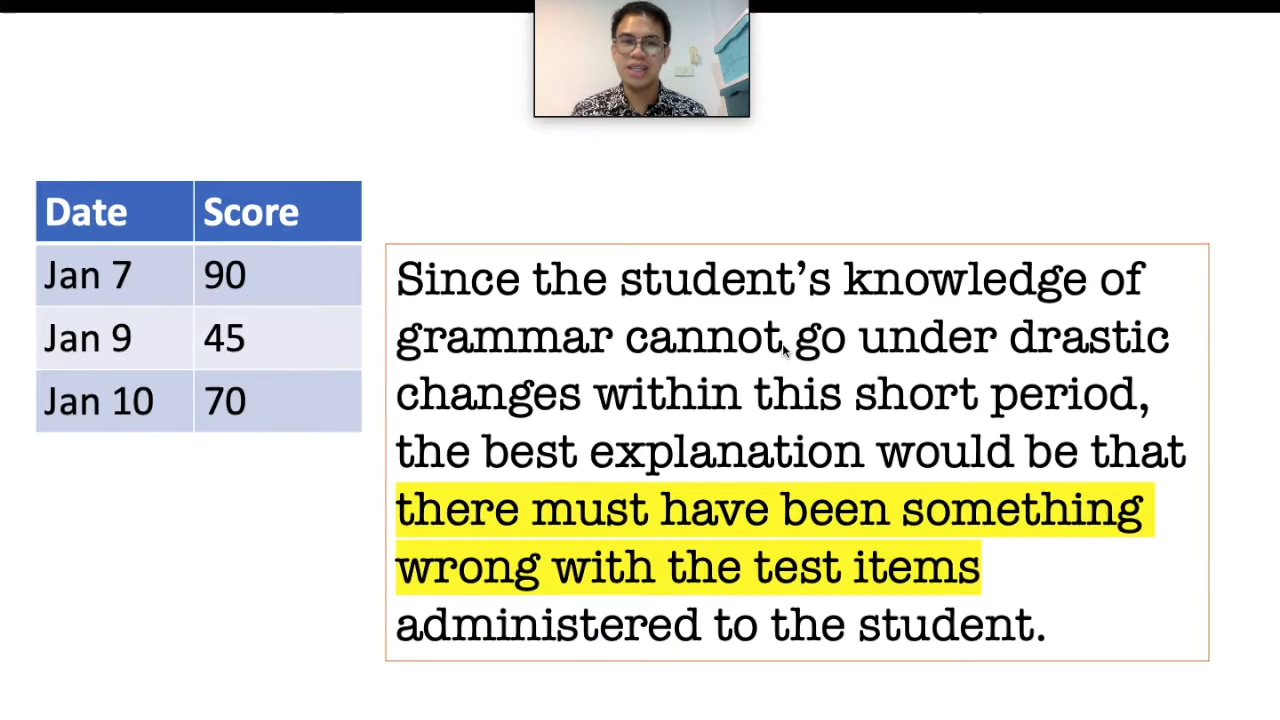 Date Score
Jan 7 90
Jan 9 45
Jan 10 70
Since the student’s knowledge of
grammar cannot go under drastic
changes within this short period,
the best explanation would be that
there must have been something
wrong with the test items
administered to the student.